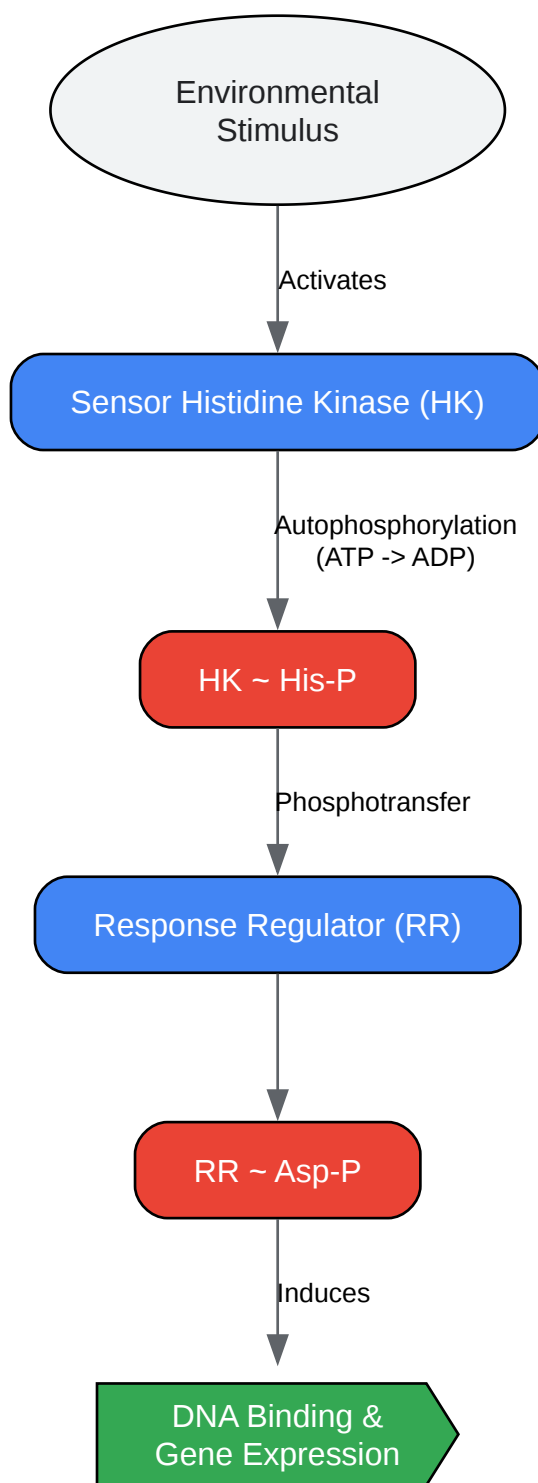 Environmental
Stimulus
Activates
Sensor Histidine Kinase (HK)
Autophosphorylation
(ATP -> ADP)
HK ~ His-P
Phosphotransfer
Response Regulator (RR)
RR ~ Asp-P
Induces
DNA Binding &
Gene Expression